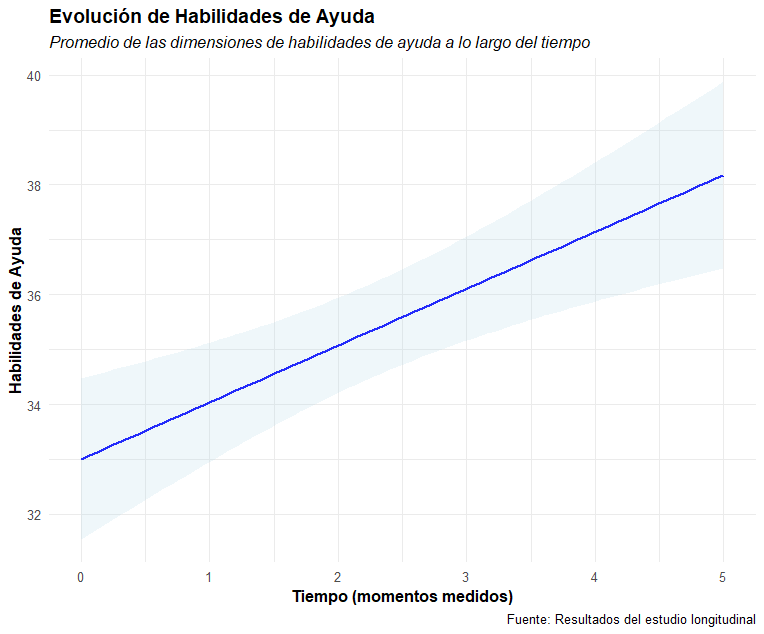 Evolución de Habilidades de Ayuda
Promedio de las dimensiones de habilidades de ayuda a lo largo del tiempo
Habilidades de Ayuda
40
38
36
34
32
0 1 2 3 4 5
Tiempo (momentos medidos)
Fuente: Resultados del estudio longitudinal